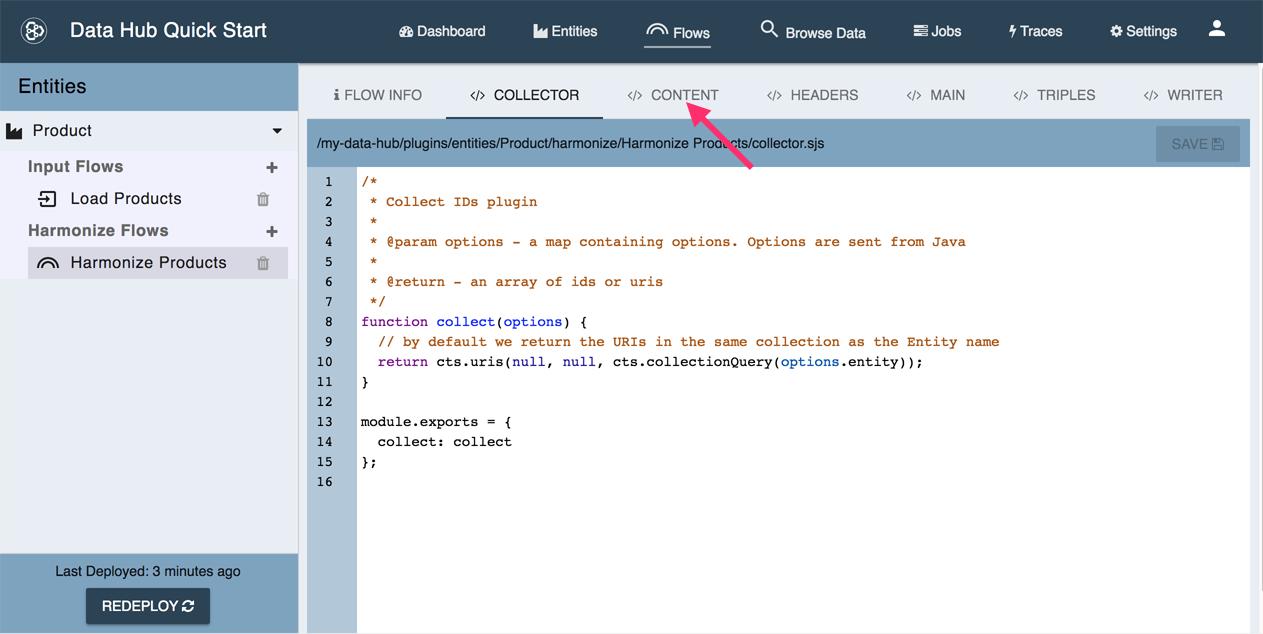 Data Hub Quick Start
Dashboard
Entities
Flows
Browse Data
Jobs
Traces
Settings
Entities
Product
Input Flows +
Load Products
Harmonize Flows +
Harmonize Products
Last Deployed: 3 minutes ago
REDEPLOY
FLOW INFO
</> COLLECTOR
</> CONTENT
</> HEADERS
</> MAIN
</> TRIPLES
</> WRITER
/my-data-hub/plugins/entities/Product/harmonize/Harmonize Products/collector.sjs
SAVE
1 /*
2  * Collect IDs plugin
3  *
4  * @param options - a map containing options. Options are sent from Java
5  *
6  * @return - an array of ids or uris
7  */
8 function collect(options) {
9   // by default we return the URIs in the same collection as the Entity name
10   return cts.uris(null, null, cts.collectionQuery(options.entity));
11 }
12
13 module.exports = {
14   collect: collect
15 };
16